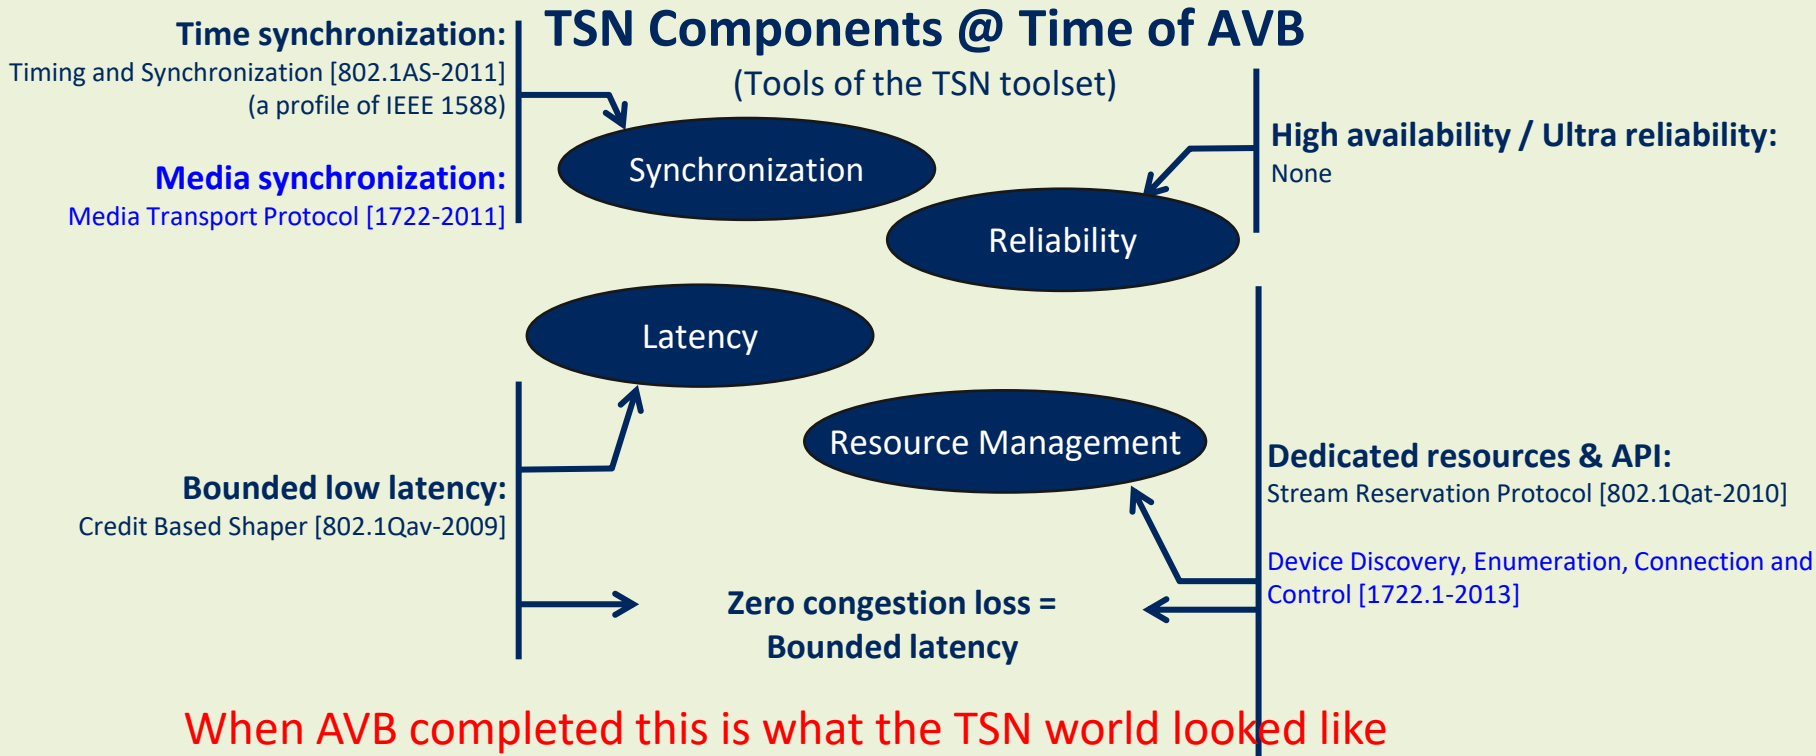 TSN Components @ Time of AVB
(Tools of the TSN toolset)
Time synchronization:
Timing and Synchronization [802.1AS-2011]
(a profile of IEEE 1588)
Media synchronization:
Media Transport Protocol [1722-2011]
Synchronization
High availability / Ultra reliability:
None
Reliability
Latency
Resource Management
Bounded low latency:
Credit Based Shaper [802.1Qav-2009]
Dedicated resources & API:
Stream Reservation Protocol [802.1Qat-2010]
Device Discovery, Enumeration, Connection and
Control [1722.1-2013]
Zero congestion loss =
Bounded latency
When AVB completed this is what the TSN world looked like